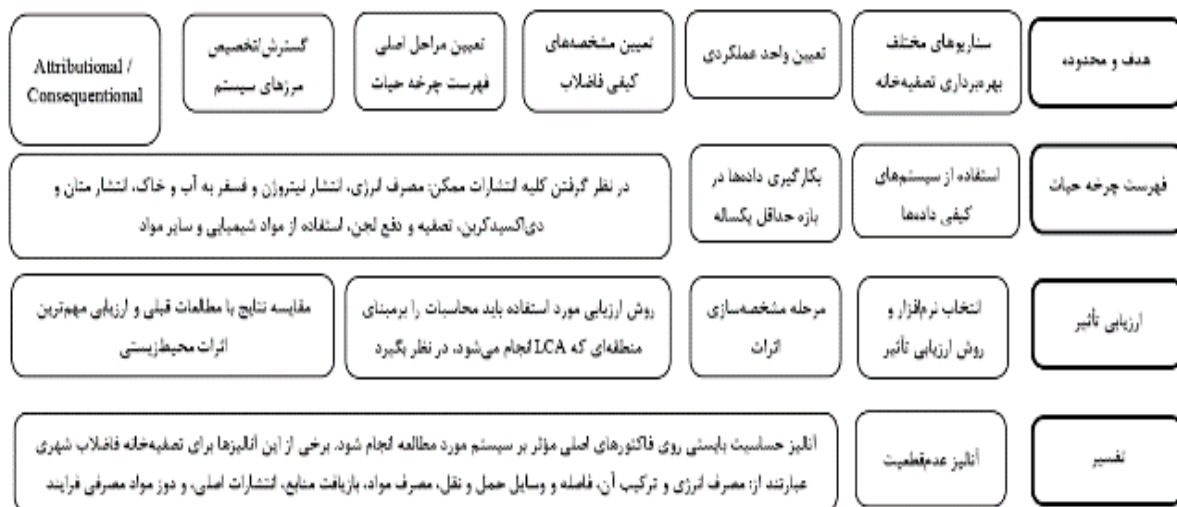 هدف و محدوده
سناریوهای مختلف
بهره‌برداری تصفیه‌خانه
تعیین واحد عملکردی
تعیین مشخصه‌های
کیفی فاضلاب
تعیین مراحل اصلی
فهرست چرخه حیات
گسترش/تخصیص
مرزهای سیستم
Attributional /
Consequentional
فهرست چرخه حیات
استفاده از سیستم‌های
کیفی داده‌ها
بکارگیری داده‌ها در
بازه حداقل یکساله
در نظر گرفتن کلیه انتشارات ممکن: مصرف انرژی، انتشار نیتروژن و فسفر به آب و خاک، انتشار متان و
دی‌اکسیدکربن، تصفیه و دفع لجن، استفاده از مواد شیمیایی و سایر مواد
ارزیابی تأثیر
انتخاب نرم‌افزار و
روش ارزیابی تأثیر
مرحله مشخصه‌سازی
اثرات
روش ارزیابی مورد استفاده باید محاسبات را برمبنای
منطقه‌ای که LCA انجام می‌شود، در نظر بگیرد
مقایسه نتایج با مطالعات قبلی و ارزیابی مهم‌ترین
اثرات محیط‌زیستی
تفسیر
آنالیز عدم‌قطعیت
آنالیز حساسیت بایستی روی فاکتورهای اصلی مؤثر بر سیستم مورد مطالعه انجام شود. برخی از این آنالیزها برای تصفیه‌خانه فاضلاب شهری
عبارتند از: مصرف انرژی و ترکیب آن، فاصله و وسایل حمل و نقل، مصرف مواد، بازیافت منابع، انتشارات اصلی، و دوز مواد مصرفی فرایند